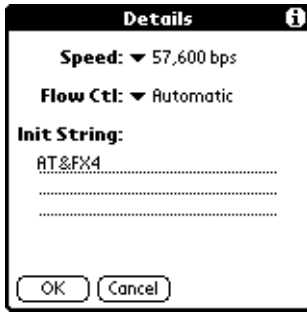 Details i
Speed: 57,600 bps
Flow Ctl: Automatic
Init String:
AT&FX4
OK Cancel